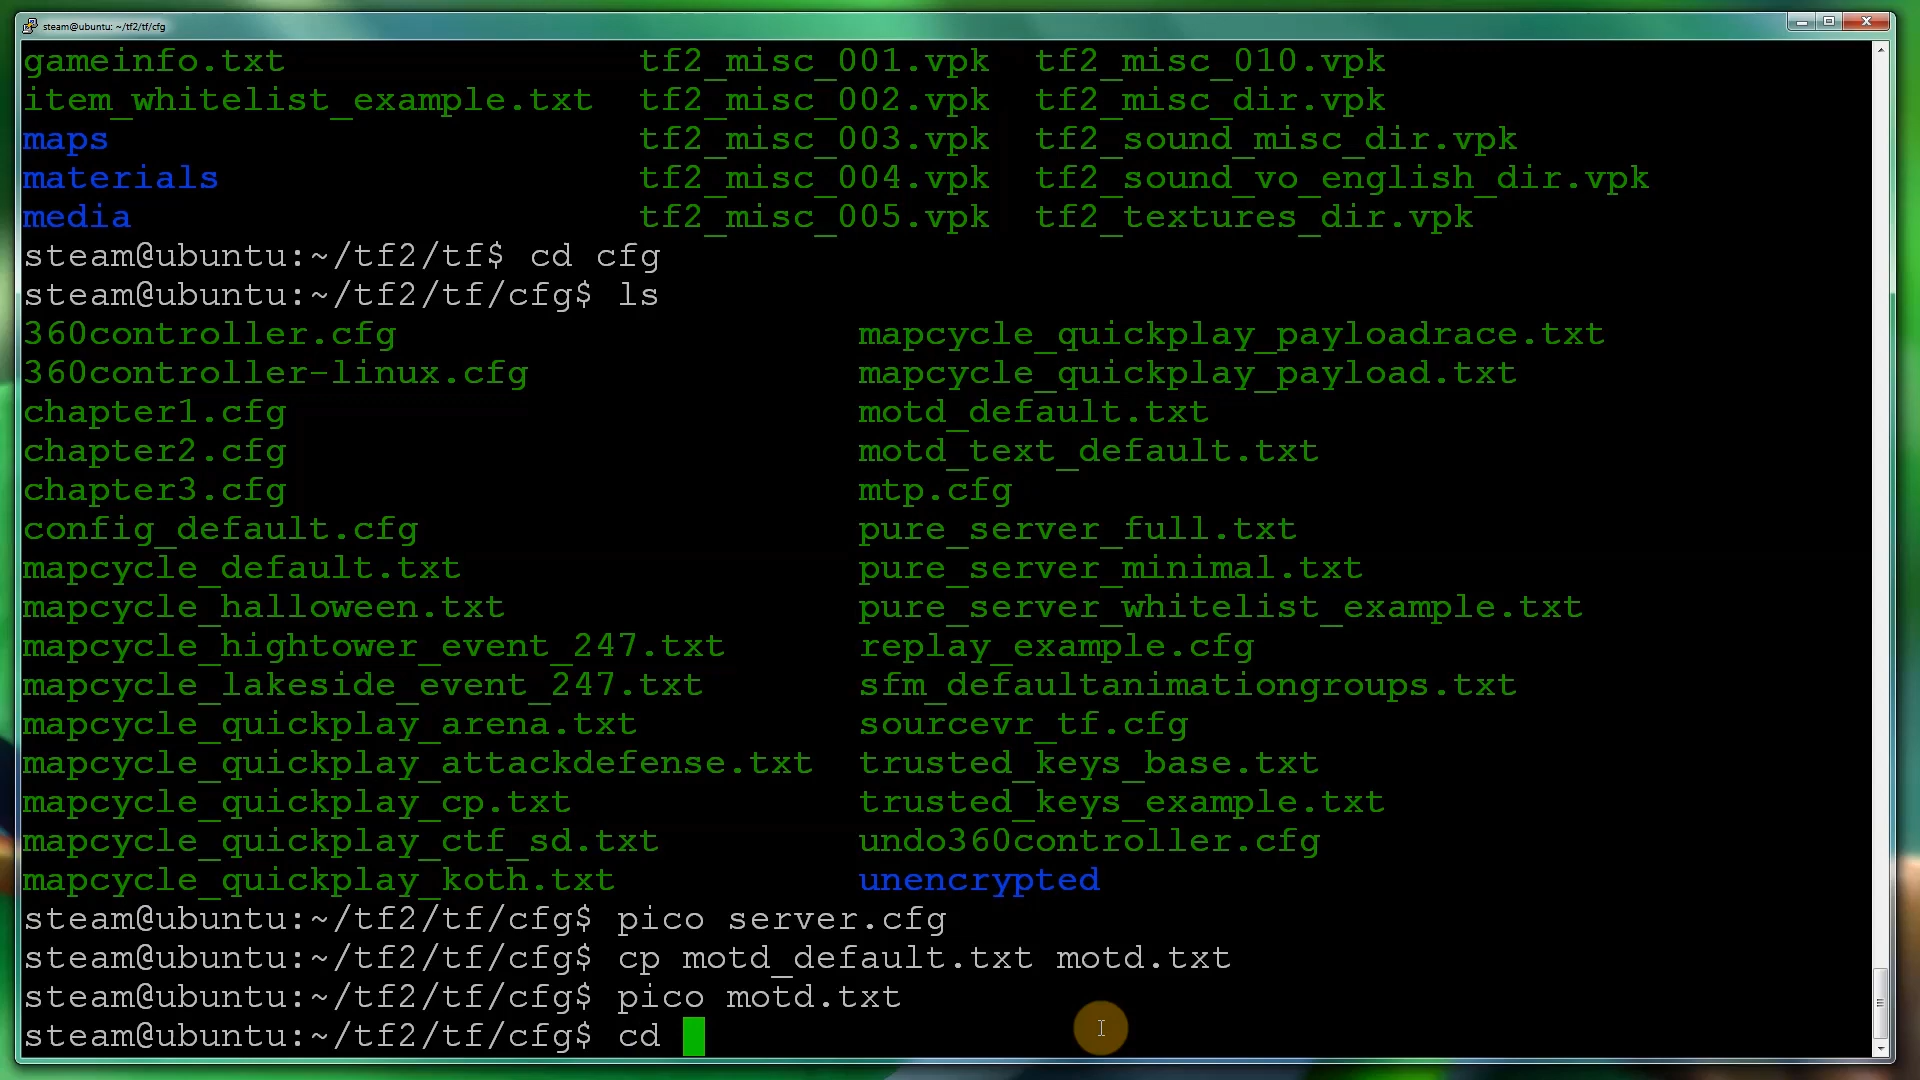 steam@ubuntu: ~/tf2/tf/cfg
gameinfo.txt tf2_misc_001.vpk tf2_misc_010.vpk
item_whitelist_example.txt tf2_misc_002.vpk tf2_misc_dir.vpk
maps tf2_misc_003.vpk tf2_sound_misc_dir.vpk
materials tf2_misc_004.vpk tf2_sound_vo_english_dir.vpk
media tf2_misc_005.vpk tf2_textures_dir.vpk
steam@ubuntu:~/tf2/tf$ cd cfg
steam@ubuntu:~/tf2/tf/cfg$ ls
360controller.cfg mapcycle_quickplay_payloadrace.txt
360controller-linux.cfg mapcycle_quickplay_payload.txt
chapter1.cfg motd_default.txt
chapter2.cfg motd_text_default.txt
chapter3.cfg mtp.cfg
config_default.cfg pure_server_full.txt
mapcycle_default.txt pure_server_minimal.txt
mapcycle_halloween.txt pure_server_whitelist_example.txt
mapcycle_hightower_event_247.txt replay_example.cfg
mapcycle_lakeside_event_247.txt sfm_defaultanimationgroups.txt
mapcycle_quickplay_arena.txt sourcevr_tf.cfg
mapcycle_quickplay_attackdefense.txt trusted_keys_base.txt
mapcycle_quickplay_cp.txt trusted_keys_example.txt
mapcycle_quickplay_ctf_sd.txt undo360controller.cfg
mapcycle_quickplay_koth.txt unencrypted
steam@ubuntu:~/tf2/tf/cfg$ pico server.cfg
steam@ubuntu:~/tf2/tf/cfg$ cp motd_default.txt motd.txt
steam@ubuntu:~/tf2/tf/cfg$ pico motd.txt
steam@ubuntu:~/tf2/tf/cfg$ cd